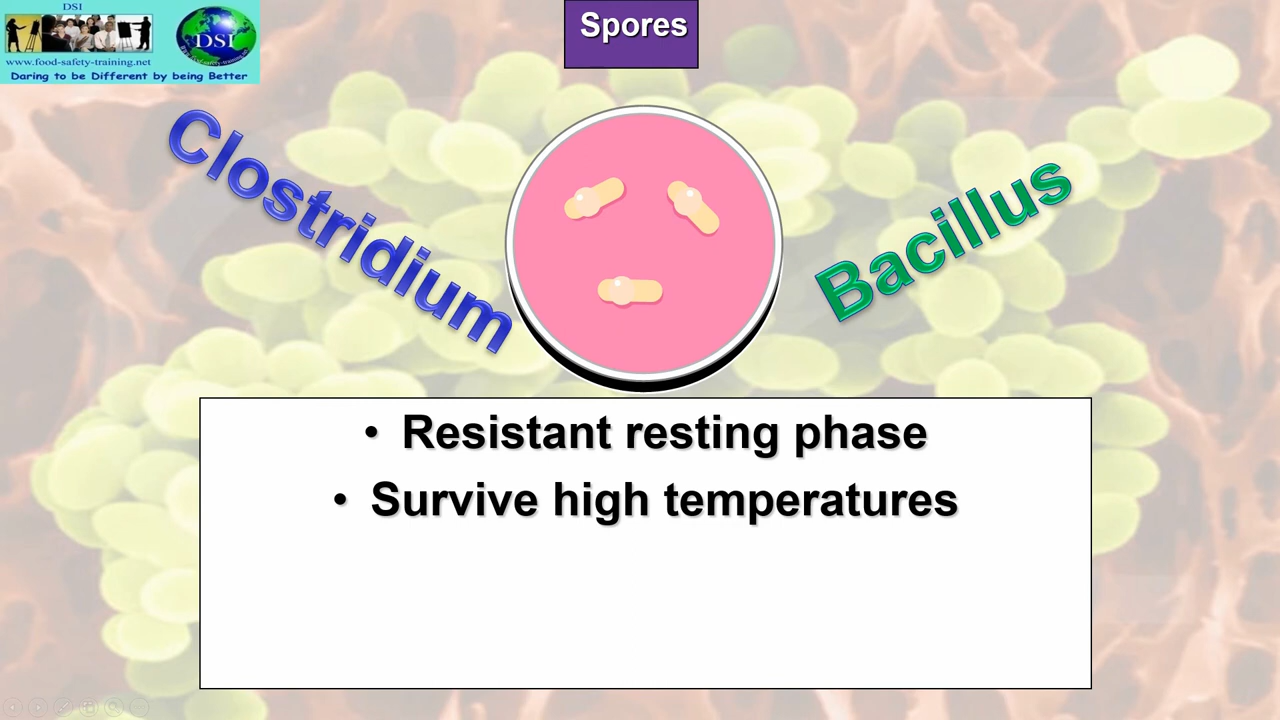 DSI
DSI
www.food-safety-training.net
Daring to be Different by being Better
Spores
Clostridium
Bacillus
• Resistant resting phase
• Survive high temperatures